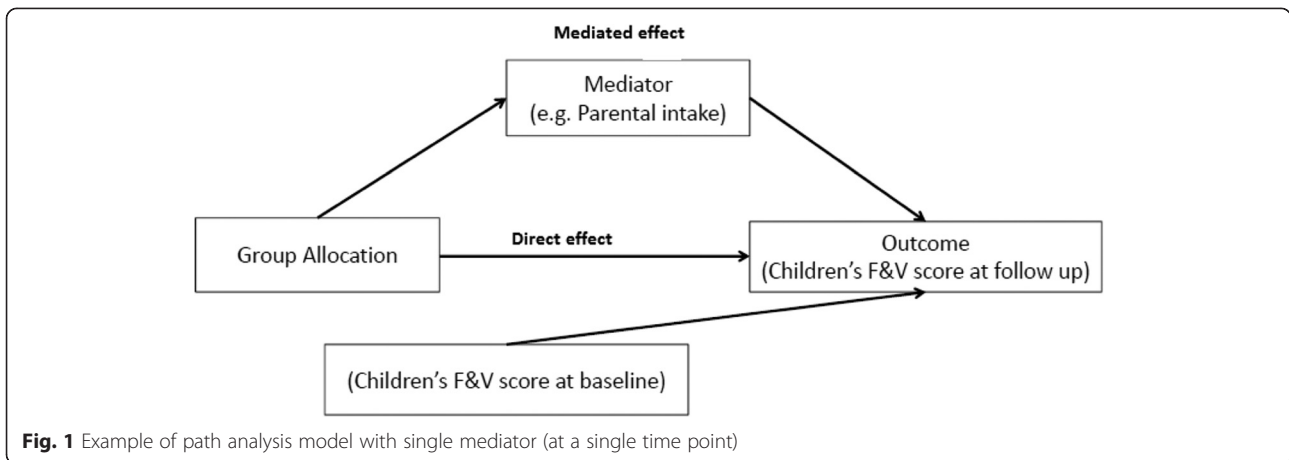 Mediated effect
Mediator
(e.g. Parental intake)
Group Allocation
Direct effect
Outcome
(Children's F&V score at follow up)
(Children's F&V score at baseline)
Fig. 1 Example of path analysis model with single mediator (at a single time point)